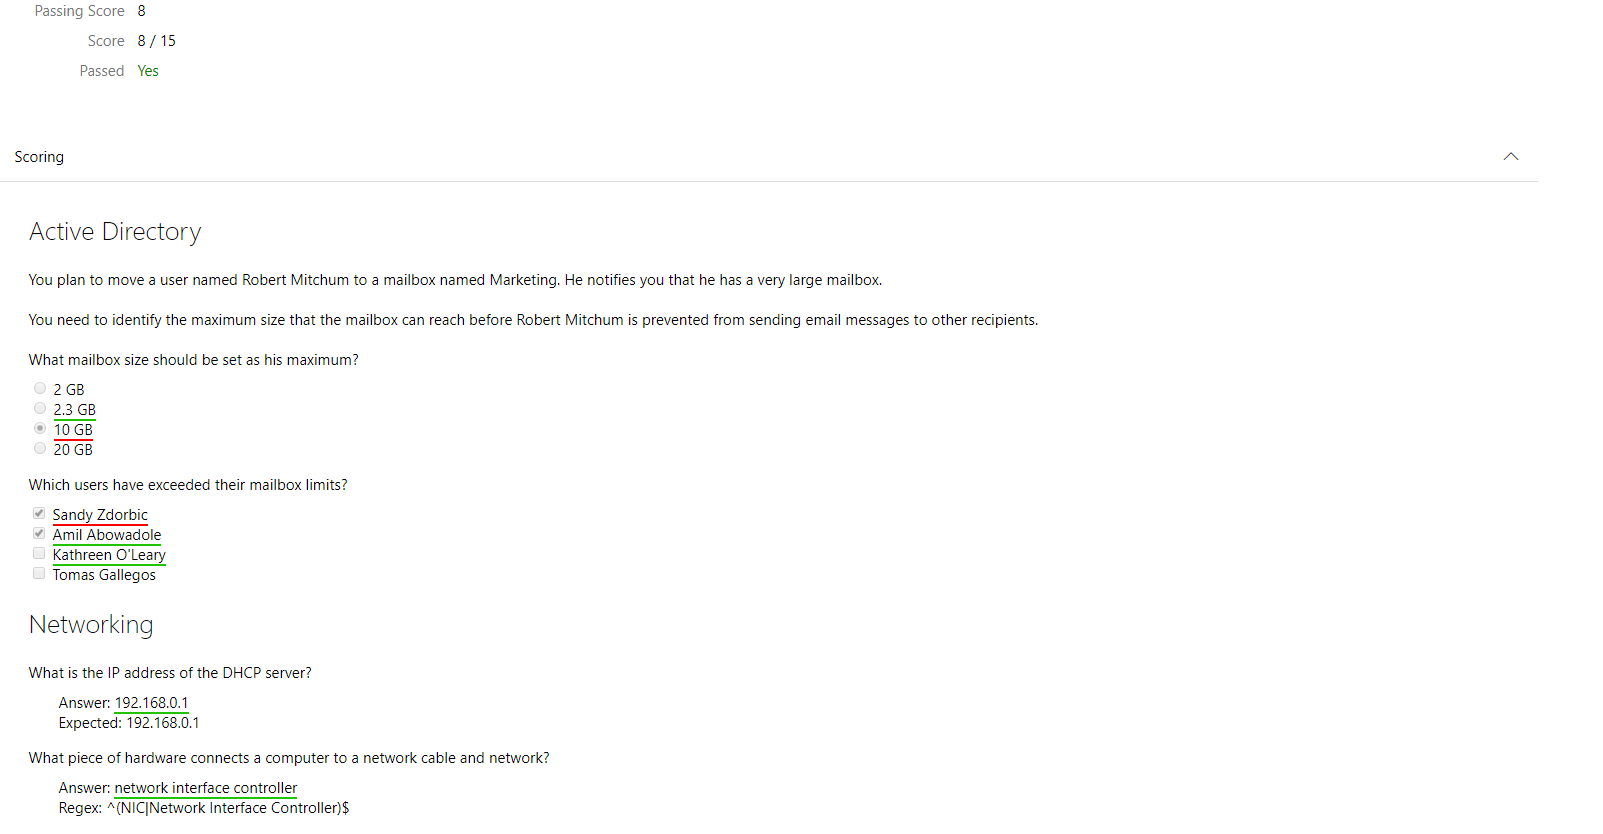 Passing Score 8
Score 8 / 15
Passed Yes
Scoring
Active Directory
You plan to move a user named Robert Mitchum to a mailbox named Marketing. He notifies you that he has a very large mailbox.
You need to identify the maximum size that the mailbox can reach before Robert Mitchum is prevented from sending email messages to other recipients.
What mailbox size should be set as his maximum?
2 GB
2.3 GB
10 GB
20 GB
Which users have exceeded their mailbox limits?
Sandy Zdorbic
Amil Abowadole
Kathreen O'Leary
Tomas Gallegos
Networking
What is the IP address of the DHCP server?
Answer: 192.168.0.1
Expected: 192.168.0.1
What piece of hardware connects a computer to a network cable and network?
Answer: network interface controller
Regex: ^(NIC|Network Interface Controller)$